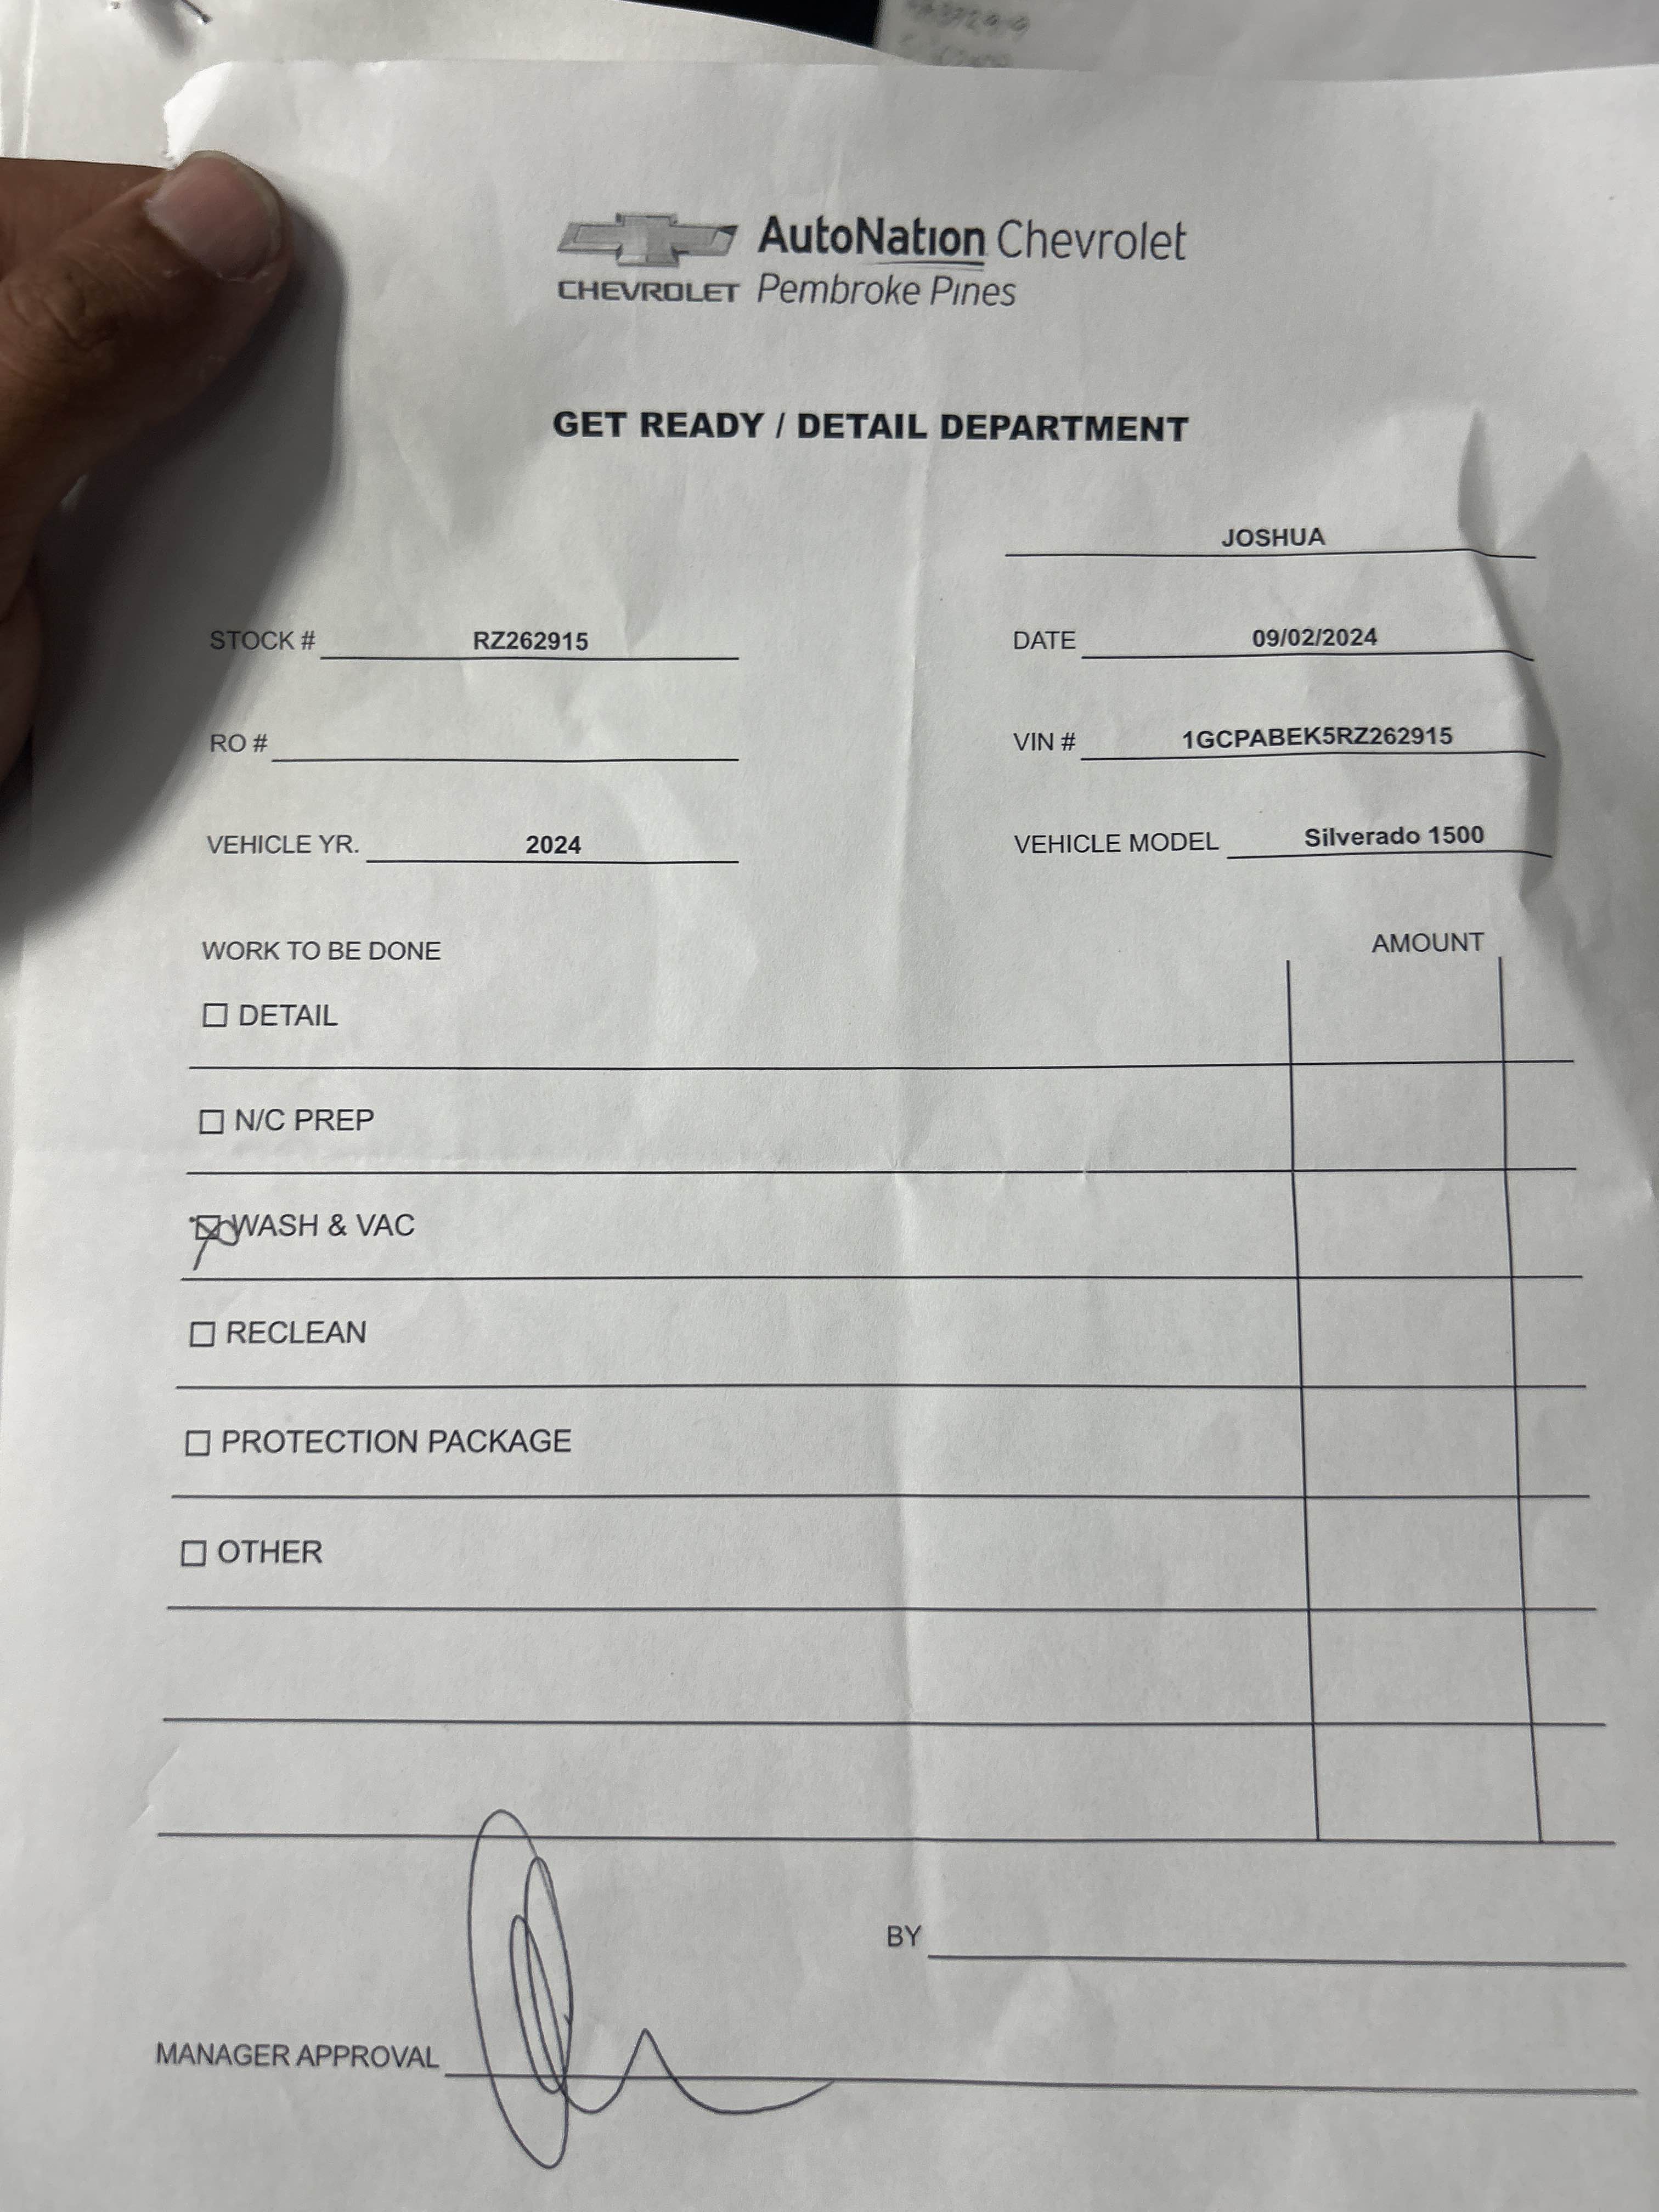 AutoNation Chevrolet
CHEVROLET Pembroke Pines
GET READY / DETAIL DEPARTMENT
JOSHUA
STOCK # RZ262915 DATE 09/02/2024
RO # VIN # 1GCPABEK5RZ262915
VEHICLE YR. 2024 VEHICLE MODEL Silverado 1500
WORK TO BE DONE AMOUNT
DETAIL
N/C PREP
WASH & VAC
RECLEAN
PROTECTION PACKAGE
OTHER
BY
MANAGER APPROVAL